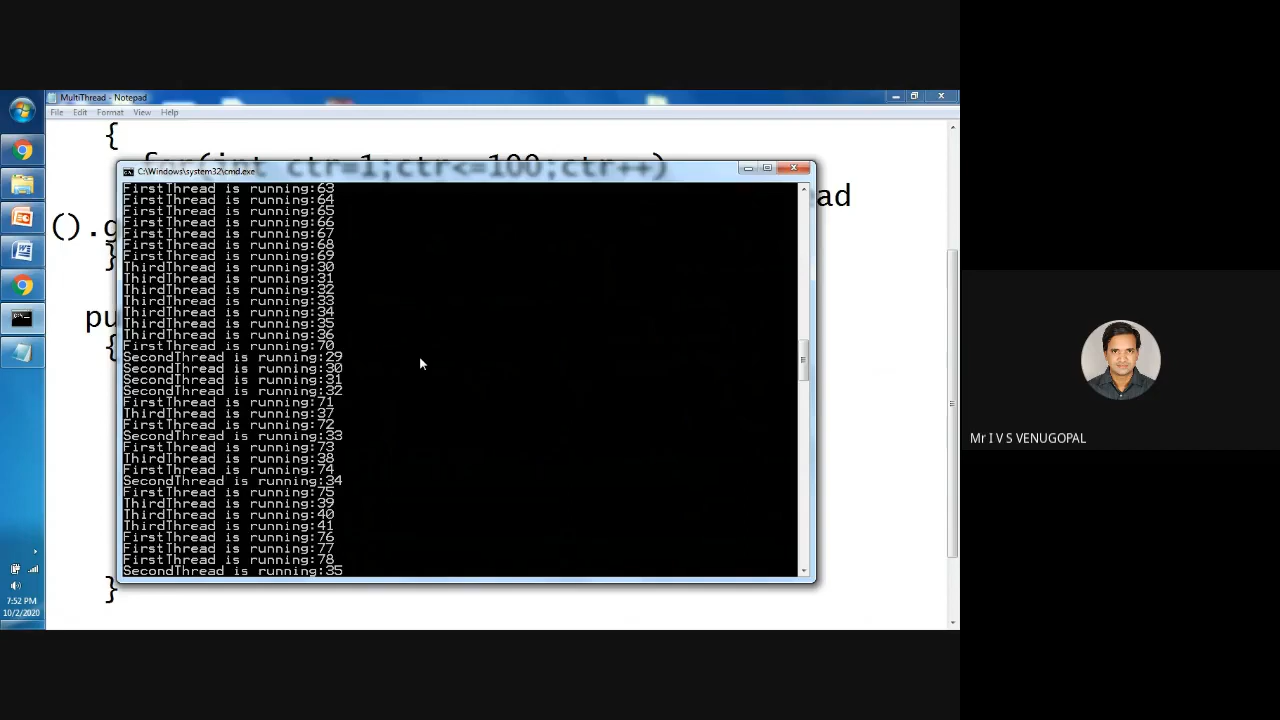 MultiThread - Notepad
File Edit Format View Help
{
for(int ctr=1;ctr<=100;ctr++)
C:\Windows\system32\cmd.exe
ad
().g
}
pu
{
}
FirstThread is running:63
FirstThread is running:64
FirstThread is running:65
FirstThread is running:66
FirstThread is running:67
FirstThread is running:68
FirstThread is running:69
ThirdThread is running:30
ThirdThread is running:31
ThirdThread is running:32
ThirdThread is running:33
ThirdThread is running:34
ThirdThread is running:35
ThirdThread is running:36
FirstThread is running:70
SecondThread is running:29
SecondThread is running:30
SecondThread is running:31
SecondThread is running:32
FirstThread is running:71
ThirdThread is running:37
FirstThread is running:72
SecondThread is running:33
FirstThread is running:73
ThirdThread is running:38
FirstThread is running:74
SecondThread is running:34
FirstThread is running:75
ThirdThread is running:39
ThirdThread is running:40
ThirdThread is running:41
FirstThread is running:76
FirstThread is running:77
FirstThread is running:78
SecondThread is running:35
7:52 PM
10/2/2020
Mr I V S VENUGOPAL